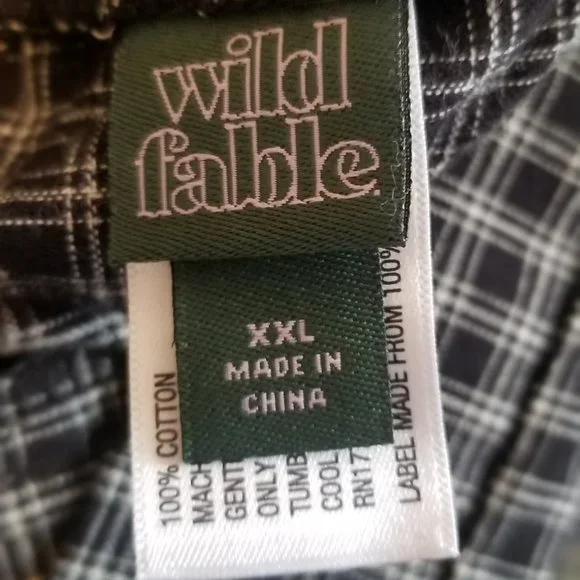 wild
fable.
XXL
MADE IN
CHINA
100% COTTON
MACH
GENT
ONLY
TUMB
COOL
RN17
LABEL MADE FROM 100%